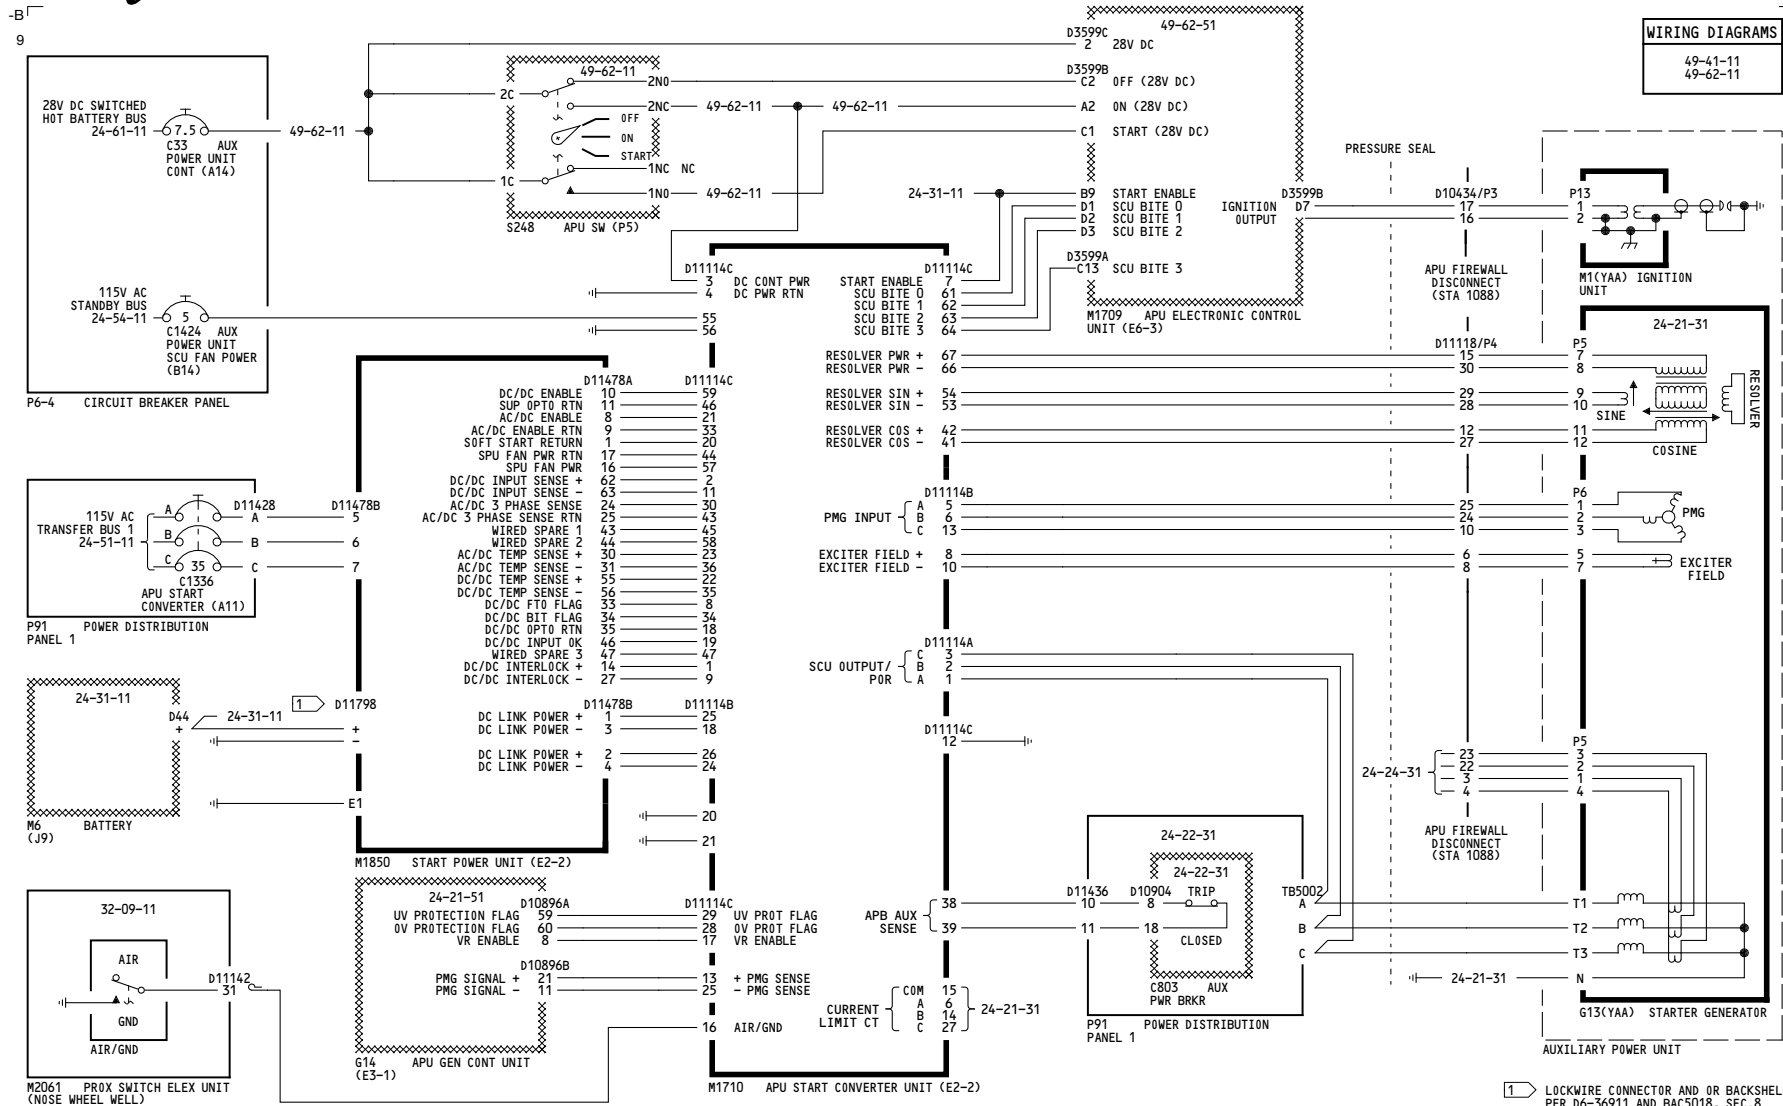 -B
9
WIRING DIAGRAMS
49-41-11
49-62-11
28V DC SWITCHED
HOT BATTERY BUS
24-61-11
7.5
C33 AUX
POWER UNIT
CONT (A14)
49-62-11
115V AC
STANDBY BUS
24-54-11
5
C1424 AUX
POWER UNIT
SCU FAN POWER
(B14)
P6-4 CIRCUIT BREAKER PANEL
49-62-11
2C
2NO
2NC
49-62-11
49-62-11
OFF
ON
START
1NC NC
1C
1NO
49-62-11
S248 APU SW (P5)
49-62-51
D3599C
2 28V DC
D3599B
C2 OFF (28V DC)
A2 ON (28V DC)
C1 START (28V DC)
24-31-11
B9 START ENABLE
D1 SCU BITE 0
D2 SCU BITE 1
D3 SCU BITE 2
D3599A
C13 SCU BITE 3
IGNITION
OUTPUT
D3599B
D7
M1709 APU ELECTRONIC CONTROL
UNIT (E6-3)
PRESSURE SEAL
D10434/P3
17
16
APU FIREWALL
DISCONNECT
(STA 1088)
P13
1
2
M1(YAA) IGNITION
UNIT
D11114C
3 DC CONT PWR
4 DC PWR RTN
55
56
D11114C
START ENABLE 7
SCU BITE 0 61
SCU BITE 1 62
SCU BITE 2 63
SCU BITE 3 64
RESOLVER PWR + 67
RESOLVER PWR - 66
RESOLVER SIN + 54
RESOLVER SIN - 53
RESOLVER COS + 42
RESOLVER COS - 41
D11118/P4
15
30
29
28
12
27
24-21-31
P5
7
8
9
10
11
12
SINE
COSINE
RESOLVER
D11478A D11114C
DC/DC ENABLE 10 59
SUP OPTO RTN 11 46
AC/DC ENABLE 8 21
AC/DC ENABLE RTN 9 33
SOFT START RETURN 1 20
SPU FAN PWR RTN 17 44
SPU FAN PWR 16 57
DC/DC INPUT SENSE + 62 2
DC/DC INPUT SENSE - 63 11
AC/DC 3 PHASE SENSE 24 30
AC/DC 3 PHASE SENSE RTN 25 43
WIRED SPARE 1 43 45
WIRED SPARE 2 44 58
AC/DC TEMP SENSE + 30 23
AC/DC TEMP SENSE - 31 36
DC/DC TEMP SENSE + 55 22
DC/DC TEMP SENSE - 56 35
DC/DC FTO FLAG 33 8
DC/DC BIT FLAG 34 34
DC/DC OPTO RTN 35 18
DC/DC INPUT OK 46 19
WIRED SPARE 3 47 47
DC/DC INTERLOCK + 14 1
DC/DC INTERLOCK - 27 9
D11478B D11114B
DC LINK POWER + 1 25
DC LINK POWER - 3 18
DC LINK POWER + 2 26
DC LINK POWER - 4 24
20
21
115V AC
TRANSFER BUS 1
24-51-11
A
B
C
35
C1336
APU START
CONVERTER (A11)
D11428
A
B
C
D11478B
5
6
7
P91 POWER DISTRIBUTION
PANEL 1
24-31-11
D44
+
24-31-11
1
D11798
+
-
E1
M6 BATTERY
(J9)
M1850 START POWER UNIT (E2-2)
D11114B
PMG INPUT
A 5
B 6
C 13
EXCITER FIELD + 8
EXCITER FIELD - 10
25
24
10
6
8
P6
1
2
3
5
7
PMG
+
EXCITER
FIELD
D11114A
SCU OUTPUT/
POR
C 3
B 2
A 1
D11114C
12
24-24-31
23
22
3
4
APU FIREWALL
DISCONNECT
(STA 1088)
P5
3
2
1
4
32-09-11
AIR
GND
AIR/GND
D11142
31
M2061 PROX SWITCH ELEX UNIT
(NOSE WHEEL WELL)
24-21-51
D10896A
UV PROTECTION FLAG 59
OV PROTECTION FLAG 60
VR ENABLE 8
D10896B
PMG SIGNAL + 21
PMG SIGNAL - 11
G14 APU GEN CONT UNIT
(E3-1)
D11114C
29 UV PROT FLAG
28 OV PROT FLAG
17 VR ENABLE
13 + PMG SENSE
25 - PMG SENSE
16 AIR/GND
APB AUX
SENSE
38
39
CURRENT
LIMIT CT
COM 15
A 6
B 14
C 27
24-21-31
M1710 APU START CONVERTER UNIT (E2-2)
24-22-31
24-22-31
D11436 D10904 TRIP
10 8
11 18
CLOSED
C803 AUX
PWR BRKR
TB5002
A
B
C
P91 POWER DISTRIBUTION
PANEL 1
24-21-31
T1
T2
T3
N
G13(YAA) STARTER GENERATOR
AUXILIARY POWER UNIT
1 LOCKWIRE CONNECTOR AND OR BACKSHEL
PER D6-36911 AND BAC5018, SEC 8